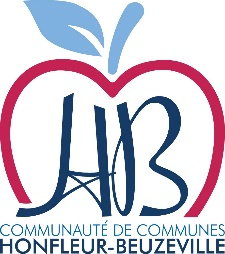 HB
COMMUNAUTÉ DE COMMUNES
HONFLEUR-BEUZEVILLE